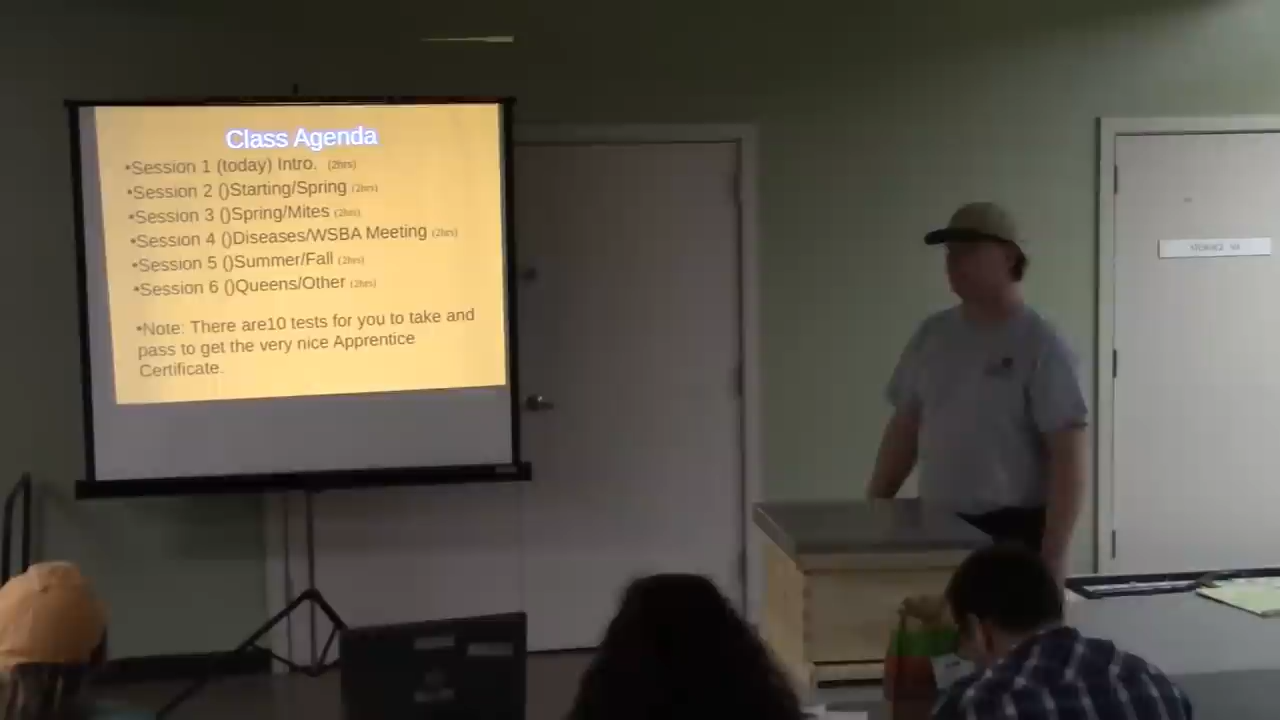 Class Agenda
•Session 1 (today) Intro. (2hrs)
•Session 2 ()Starting/Spring (2hrs)
•Session 3 ()Spring/Mites (2hrs)
•Session 4 ()Diseases/WSBA Meeting (2hrs)
•Session 5 ()Summer/Fall (2hrs)
•Session 6 ()Queens/Other (2hrs)
•Note: There are10 tests for you to take and
pass to get the very nice Apprentice
Certificate.